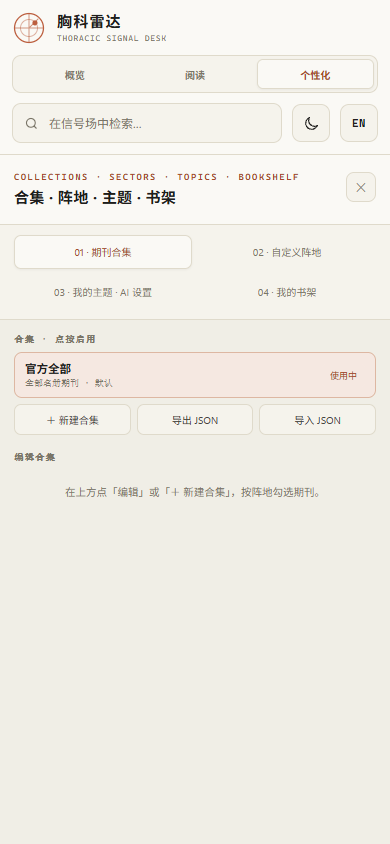 胸科雷达
THORACIC SIGNAL DESK
概览 阅读 个性化
在信号场中检索...
EN
COLLECTIONS · SECTORS · TOPICS · BOOKSHELF
合集 · 阵地 · 主题 · 书架
01 · 期刊合集 02 · 自定义阵地
03 · 我的主题 · AI 设置 04 · 我的书架
合集 · 点按启用
官方全部
全部名册期刊 · 默认
使用中
＋ 新建合集 导出 JSON 导入 JSON
编辑合集
在上方点「编辑」或「＋ 新建合集」，按阵地勾选期刊。